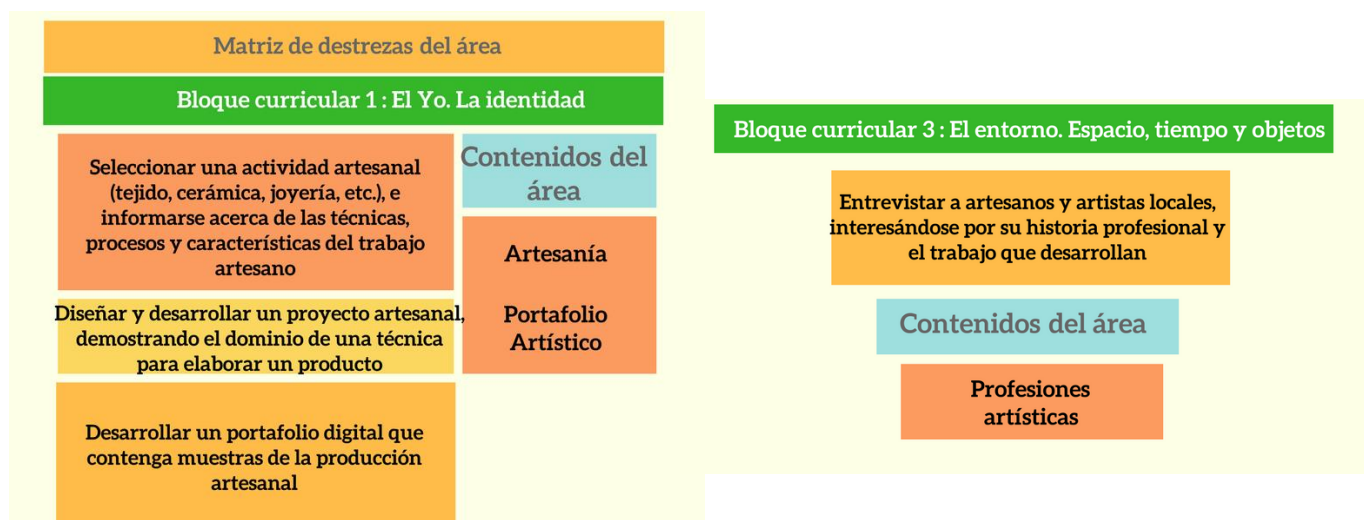 Matriz de destrezas del área
Bloque curricular 1 : El Yo. La identidad
Seleccionar una actividad artesanal
(tejido, cerámica, joyería, etc.), e
informarse acerca de las técnicas,
procesos y características del trabajo
artesano
Contenidos del
área
Artesanía
Portafolio
Artístico
Diseñar y desarrollar un proyecto artesanal,
demostrando el dominio de una técnica
para elaborar un producto
Desarrollar un portafolio digital que
contenga muestras de la producción
artesanal
Bloque curricular 3 : El entorno. Espacio, tiempo y objetos
Entrevistar a artesanos y artistas locales,
interesándose por su historia profesional y
el trabajo que desarrollan
Contenidos del área
Profesiones
artísticas